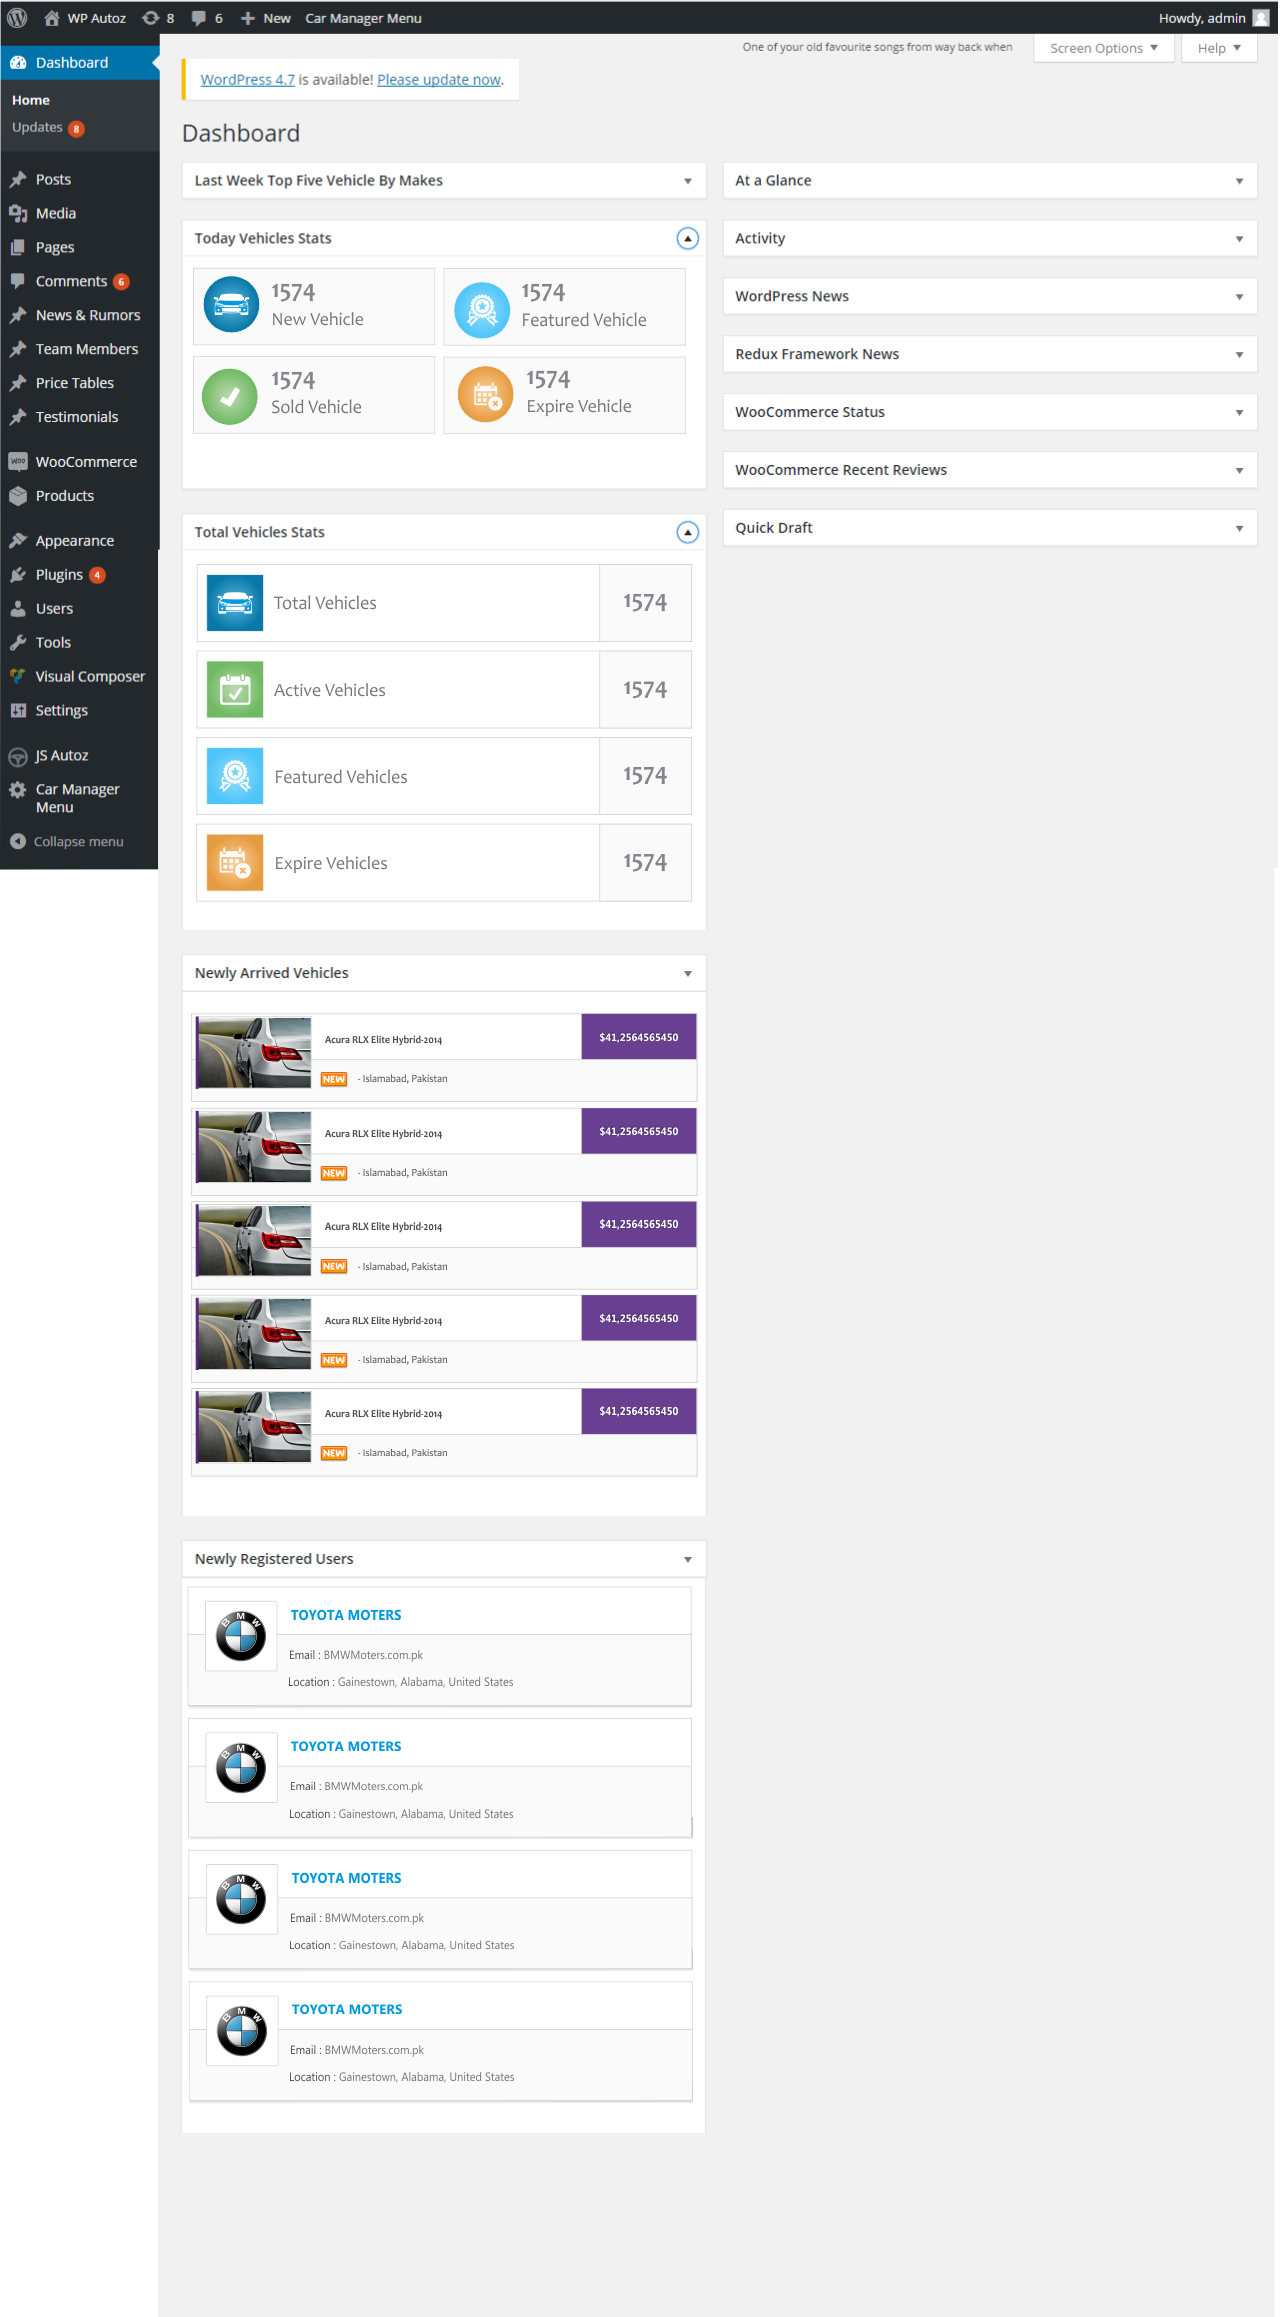 WP Autoz 8 6 New Car Manager Menu Howdy, admin
Dashboard
Home
Updates 8
Posts
Media
Pages
Comments 6
News & Rumors
Team Members
Price Tables
Testimonials
WOO WooCommerce
Products
Appearance
Plugins 4
Users
Tools
Visual Composer
Settings
JS Autoz
Car Manager
Menu
Collapse menu
One of your old favourite songs from way back when
Screen Options
Help
WordPress 4.7 is available! Please update now.
Dashboard
Last Week Top Five Vehicle By Makes
Today Vehicles Stats
1574
New Vehicle
1574
Featured Vehicle
1574
Sold Vehicle
1574
Expire Vehicle
Total Vehicles Stats
Total Vehicles 1574
Active Vehicles 1574
Featured Vehicles 1574
Expire Vehicles 1574
Newly Arrived Vehicles
Acura RLX Elite Hybrid-2014 $41,2564565450
NEW - Islamabad, Pakistan
Acura RLX Elite Hybrid-2014 $41,2564565450
NEW - Islamabad, Pakistan
Acura RLX Elite Hybrid-2014 $41,2564565450
NEW - Islamabad, Pakistan
Acura RLX Elite Hybrid-2014 $41,2564565450
NEW - Islamabad, Pakistan
Acura RLX Elite Hybrid-2014 $41,2564565450
NEW - Islamabad, Pakistan
Newly Registered Users
BMW
TOYOTA MOTERS
Email : BMWMoters.com.pk
Location : Gainestown, Alabama, United States
BMW
TOYOTA MOTERS
Email : BMWMoters.com.pk
Location : Gainestown, Alabama, United States
BMW
TOYOTA MOTERS
Email : BMWMoters.com.pk
Location : Gainestown, Alabama, United States
BMW
TOYOTA MOTERS
Email : BMWMoters.com.pk
Location : Gainestown, Alabama, United States
At a Glance
Activity
WordPress News
Redux Framework News
WooCommerce Status
WooCommerce Recent Reviews
Quick Draft